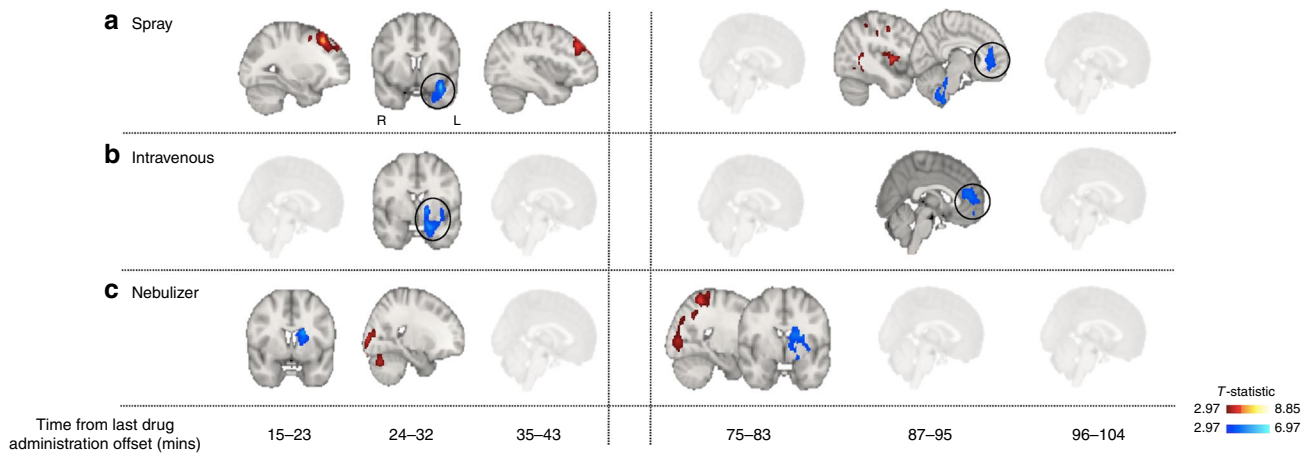 a Spray
R L
b Intravenous
c Nebulizer
T-statistic
2.97 8.85
2.97 6.97
Time from last drug
administration offset (mins)
15–23 24–32 35–43 75–83 87–95 96–104